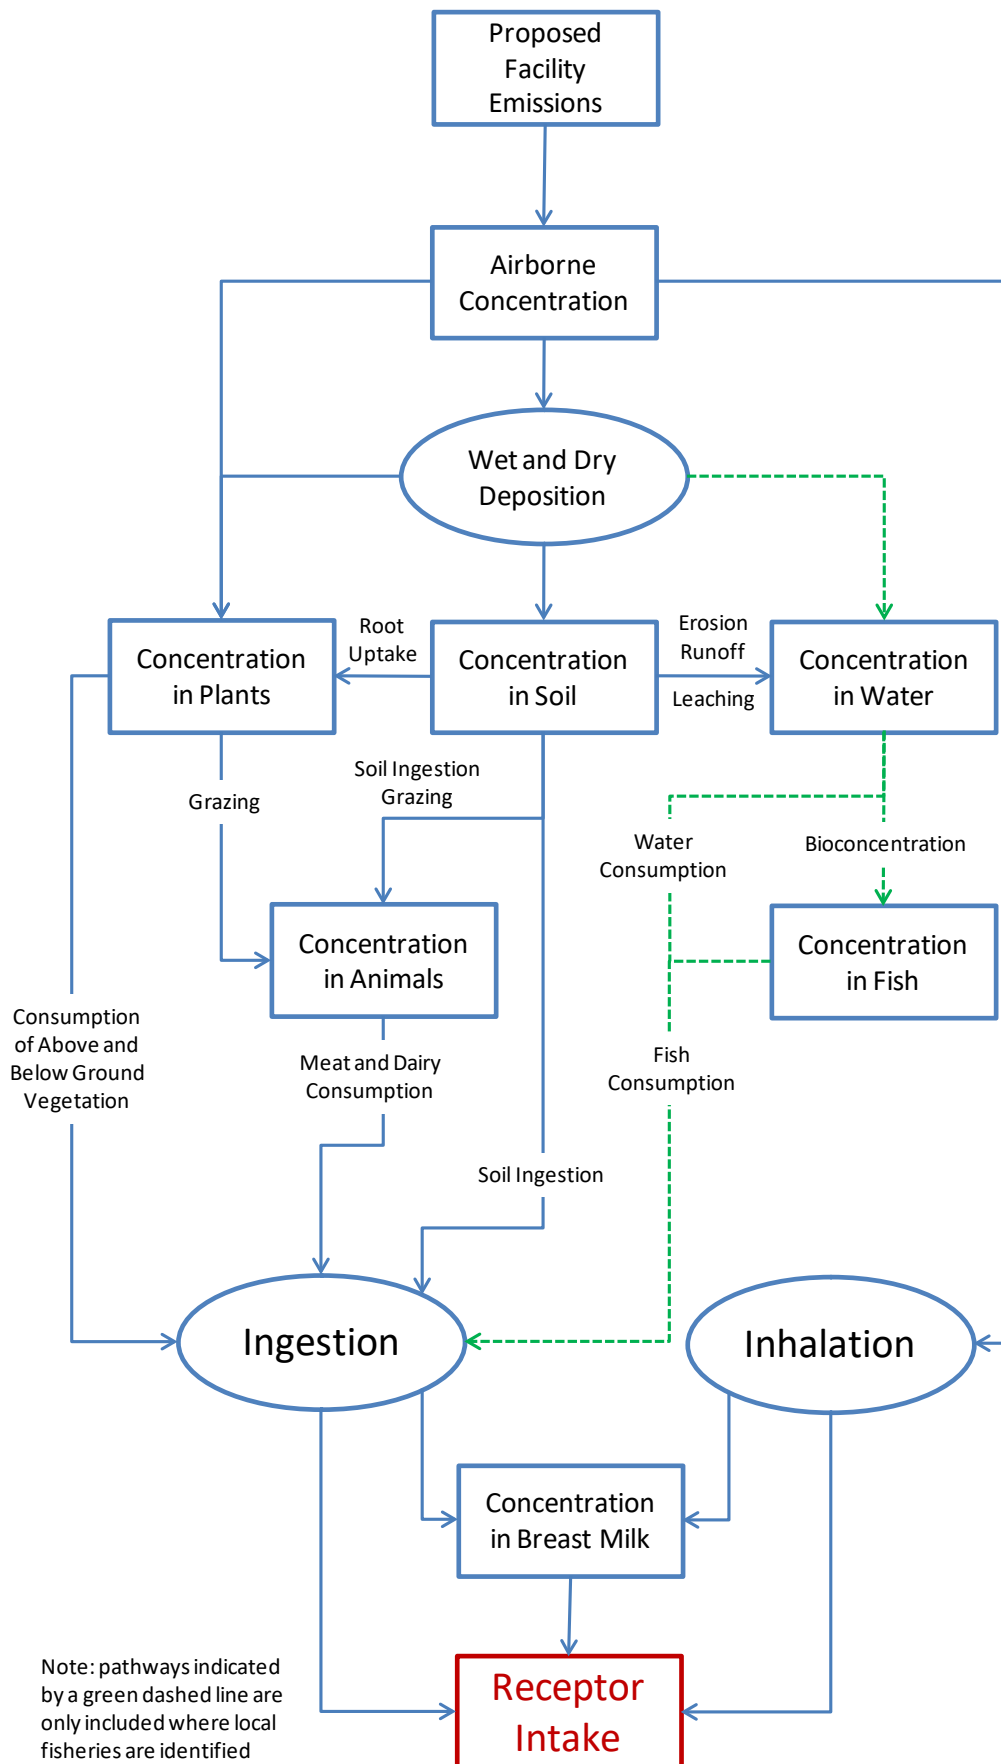 Proposed
Facility
Emissions
Airborne
Concentration
Wet and Dry
Deposition
Root
Uptake
Erosion
Runoff
Leaching
Concentration
in Plants
Concentration
in Soil
Concentration
in Water
Soil Ingestion
Grazing
Grazing
Water
Consumption
Bioconcentration
Concentration
in Animals
Concentration
in Fish
Consumption
of Above and
Below Ground
Vegetation
Meat and Dairy
Consumption
Fish
Consumption
Soil Ingestion
Ingestion
Inhalation
Concentration
in Breast Milk
Receptor
Intake
Note: pathways indicated
by a green dashed line are
only included where local
fisheries are identified